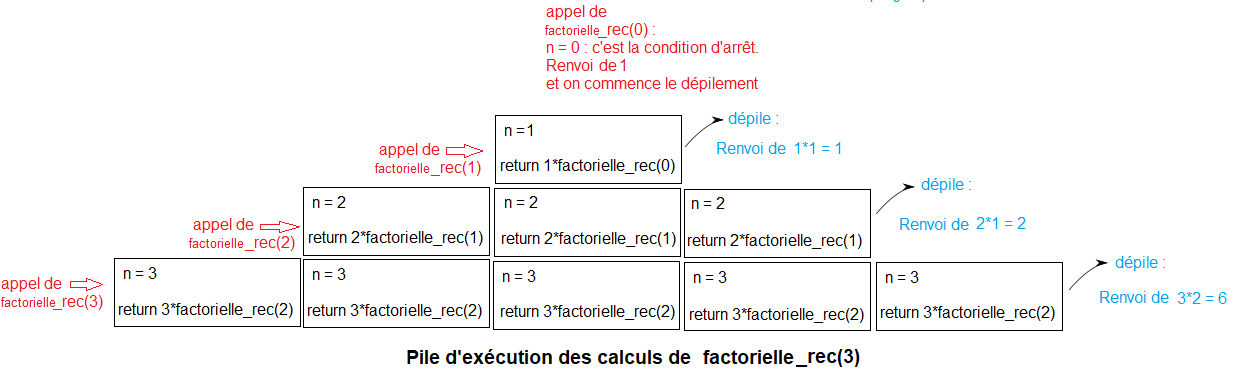 appel de
factorielle_rec(0) :
n = 0 : c'est la condition d'arrêt.
Renvoi de 1
et on commence le dépilement
n = 1
return 1*factorielle_rec(0)
appel de
factorielle_rec(1)
dépile :
Renvoi de 1*1 = 1
n = 2
return 2*factorielle_rec(1)
n = 2
return 2*factorielle_rec(1)
n = 2
return 2*factorielle_rec(1)
appel de
factorielle_rec(2)
dépile :
Renvoi de 2*1 = 2
n = 3
return 3*factorielle_rec(2)
n = 3
return 3*factorielle_rec(2)
n = 3
return 3*factorielle_rec(2)
n = 3
return 3*factorielle_rec(2)
n = 3
return 3*factorielle_rec(2)
appel de
factorielle_rec(3)
dépile :
Renvoi de 3*2 = 6
Pile d'exécution des calculs de factorielle_rec(3)